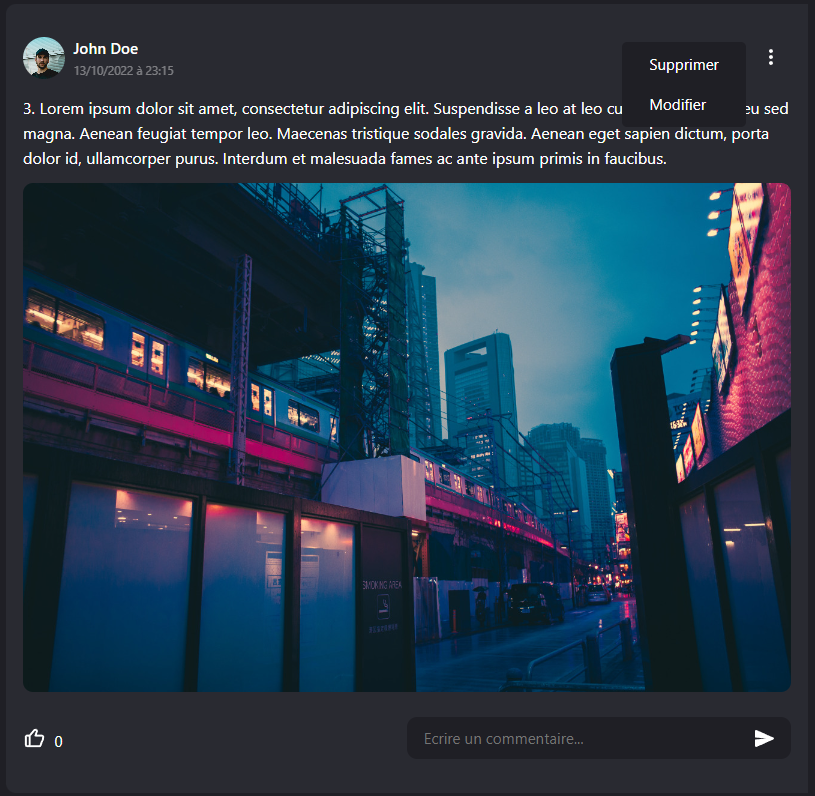 John Doe
13/10/2022 à 23:15
Supprimer
Modifier
3. Lorem ipsum dolor sit amet, consectetur adipiscing elit. Suspendisse a leo at leo cu eu sed
magna. Aenean feugiat tempor leo. Maecenas tristique sodales gravida. Aenean eget sapien dictum, porta
dolor id, ullamcorper purus. Interdum et malesuada fames ac ante ipsum primis in faucibus.
SMOKING AREA
0
Ecrire un commentaire...